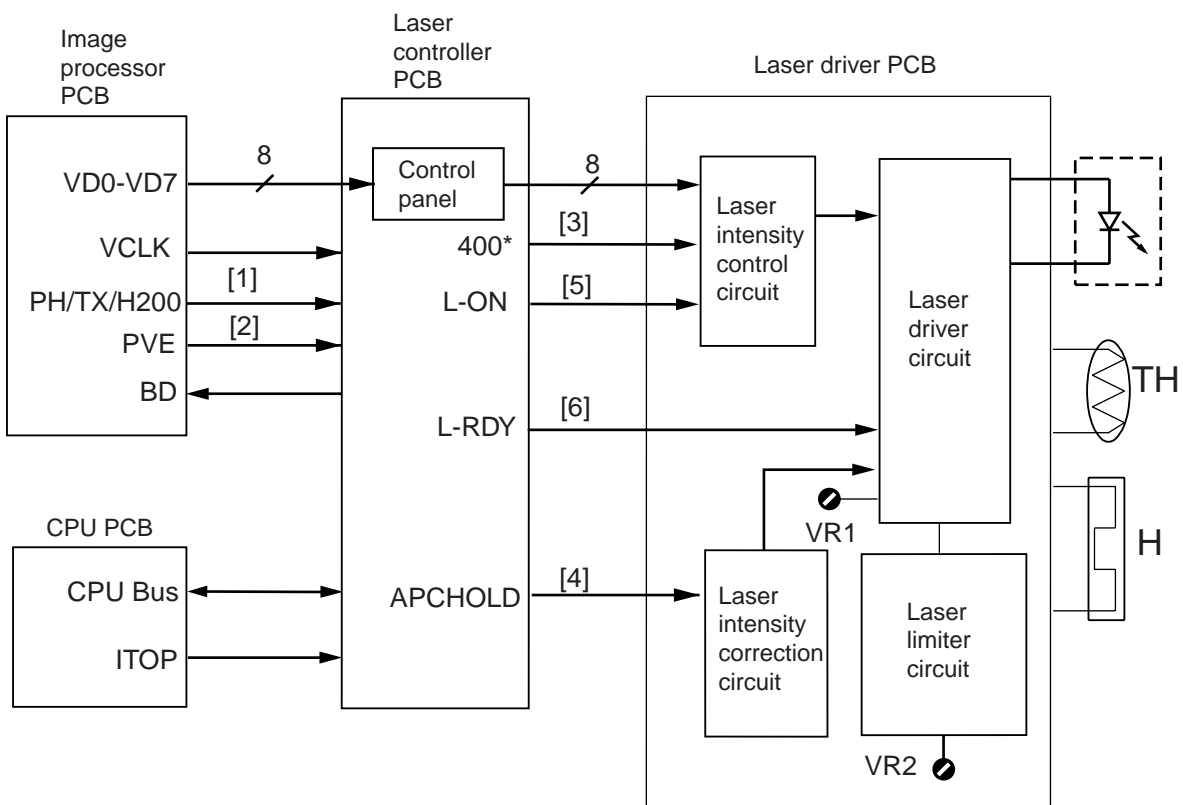 Image
processor
PCB
Laser
controller
PCB
Laser driver PCB
VD0-VD7
8
Control
panel
8
VCLK
400*
[3]
Laser
intensity
control
circuit
PH/TX/H200
[1]
L-ON
[5]
PVE
[2]
BD
L-RDY
[6]
Laser
driver
circuit
TH
H
VR1
CPU PCB
CPU Bus
ITOP
APCHOLD
[4]
Laser
intensity
correction
circuit
Laser
limiter
circuit
VR2